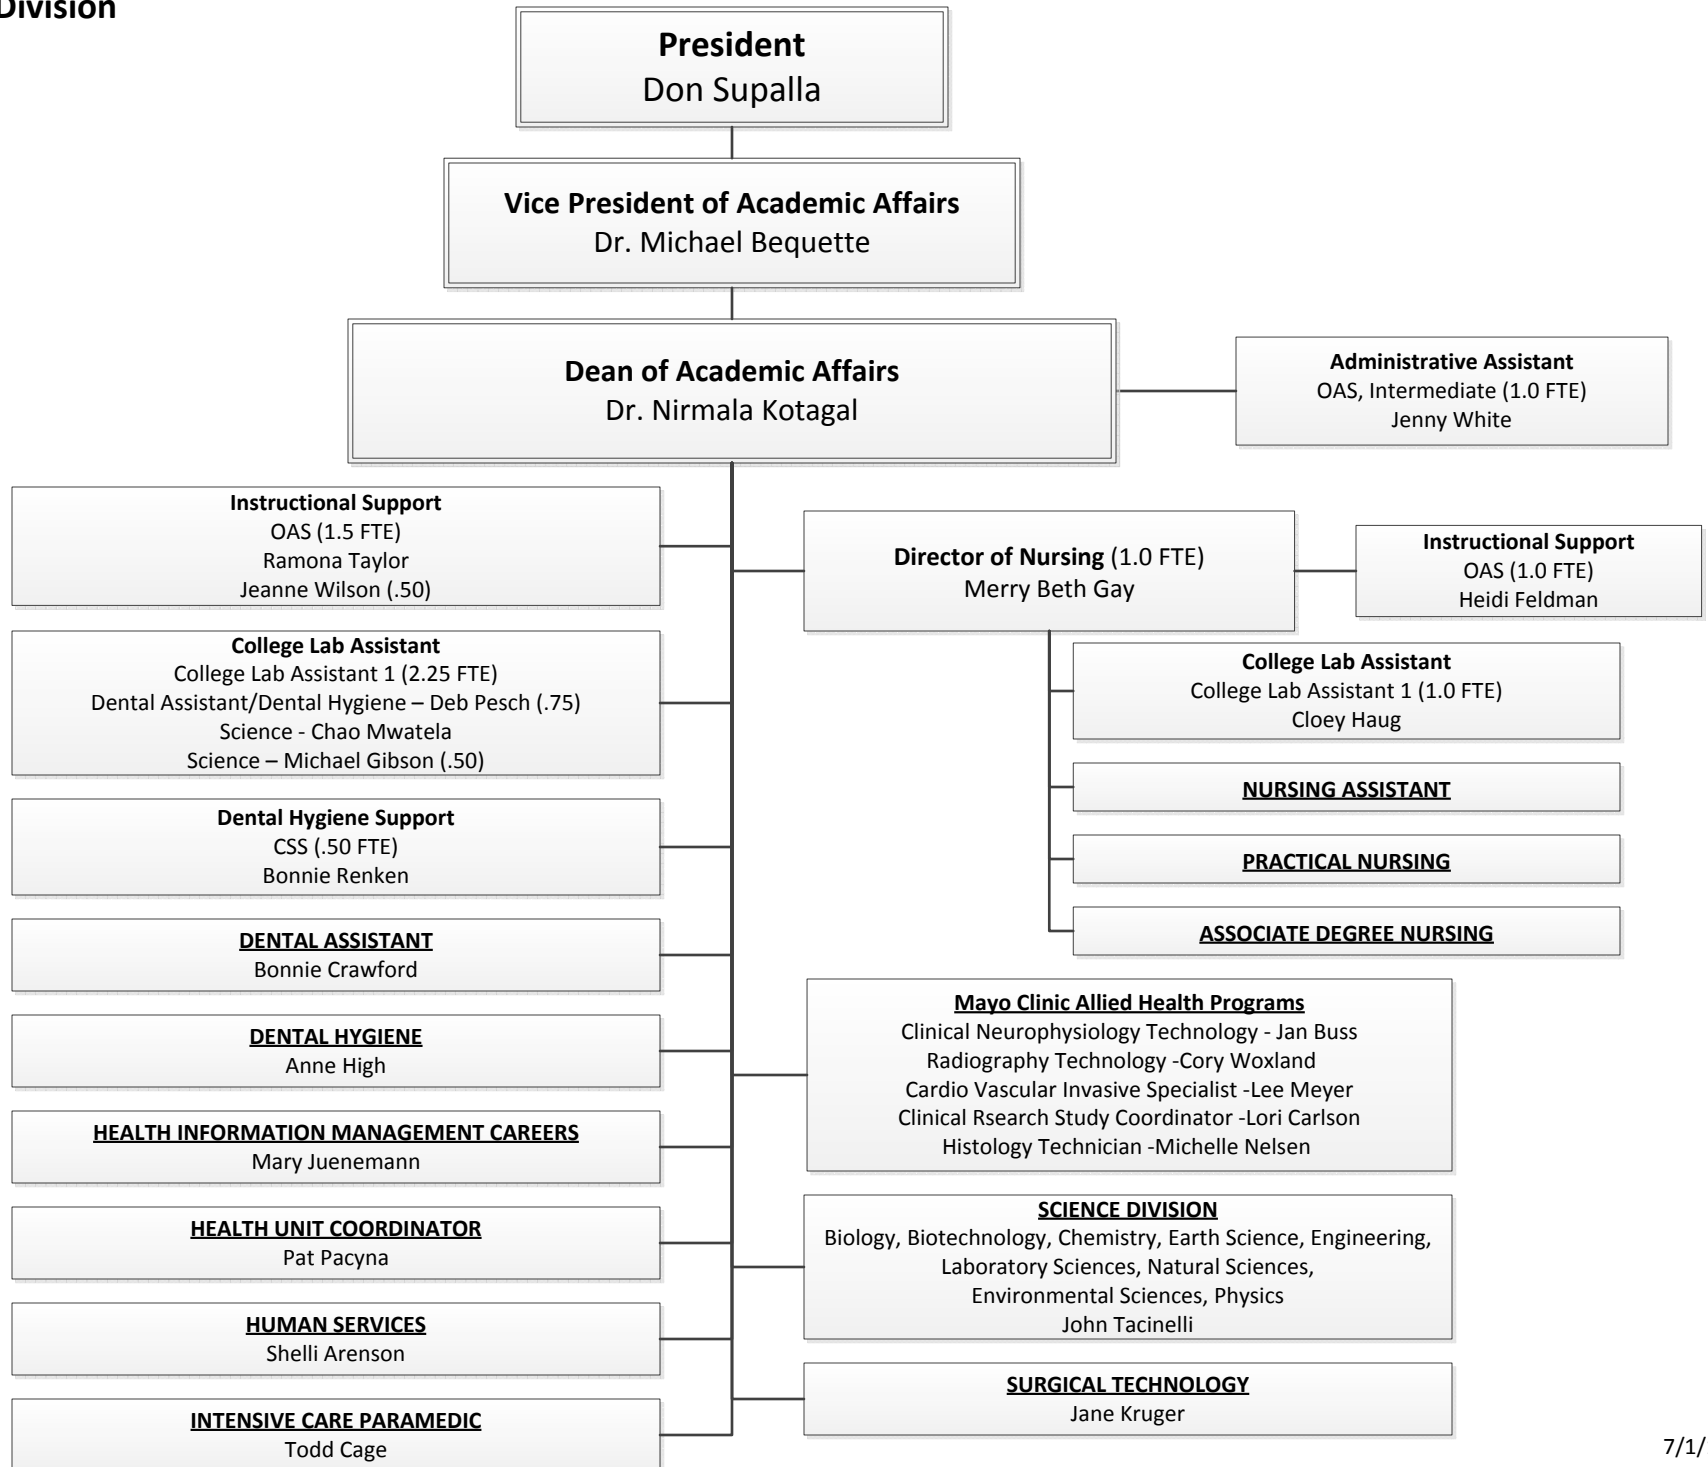 Division
President
Don Supalla
Vice President of Academic Affairs
Dr. Michael Bequette
Dean of Academic Affairs
Dr. Nirmala Kotagal
Administrative Assistant
OAS, Intermediate (1.0 FTE)
Jenny White
Instructional Support
OAS (1.5 FTE)
Ramona Taylor
Jeanne Wilson (.50)
College Lab Assistant
College Lab Assistant 1 (2.25 FTE)
Dental Assistant/Dental Hygiene – Deb Pesch (.75)
Science - Chao Mwatela
Science – Michael Gibson (.50)
Dental Hygiene Support
CSS (.50 FTE)
Bonnie Renken
DENTAL ASSISTANT
Bonnie Crawford
DENTAL HYGIENE
Anne High
HEALTH INFORMATION MANAGEMENT CAREERS
Mary Juenemann
HEALTH UNIT COORDINATOR
Pat Pacyna
HUMAN SERVICES
Shelli Arenson
INTENSIVE CARE PARAMEDIC
Todd Cage
Director of Nursing (1.0 FTE)
Merry Beth Gay
Instructional Support
OAS (1.0 FTE)
Heidi Feldman
College Lab Assistant
College Lab Assistant 1 (1.0 FTE)
Cloey Haug
NURSING ASSISTANT
PRACTICAL NURSING
ASSOCIATE DEGREE NURSING
Mayo Clinic Allied Health Programs
Clinical Neurophysiology Technology - Jan Buss
Radiography Technology -Cory Woxland
Cardio Vascular Invasive Specialist -Lee Meyer
Clinical Rsearch Study Coordinator -Lori Carlson
Histology Technician -Michelle Nelsen
SCIENCE DIVISION
Biology, Biotechnology, Chemistry, Earth Science, Engineering,
Laboratory Sciences, Natural Sciences,
Environmental Sciences, Physics
John Tacinelli
SURGICAL TECHNOLOGY
Jane Kruger
7/1/